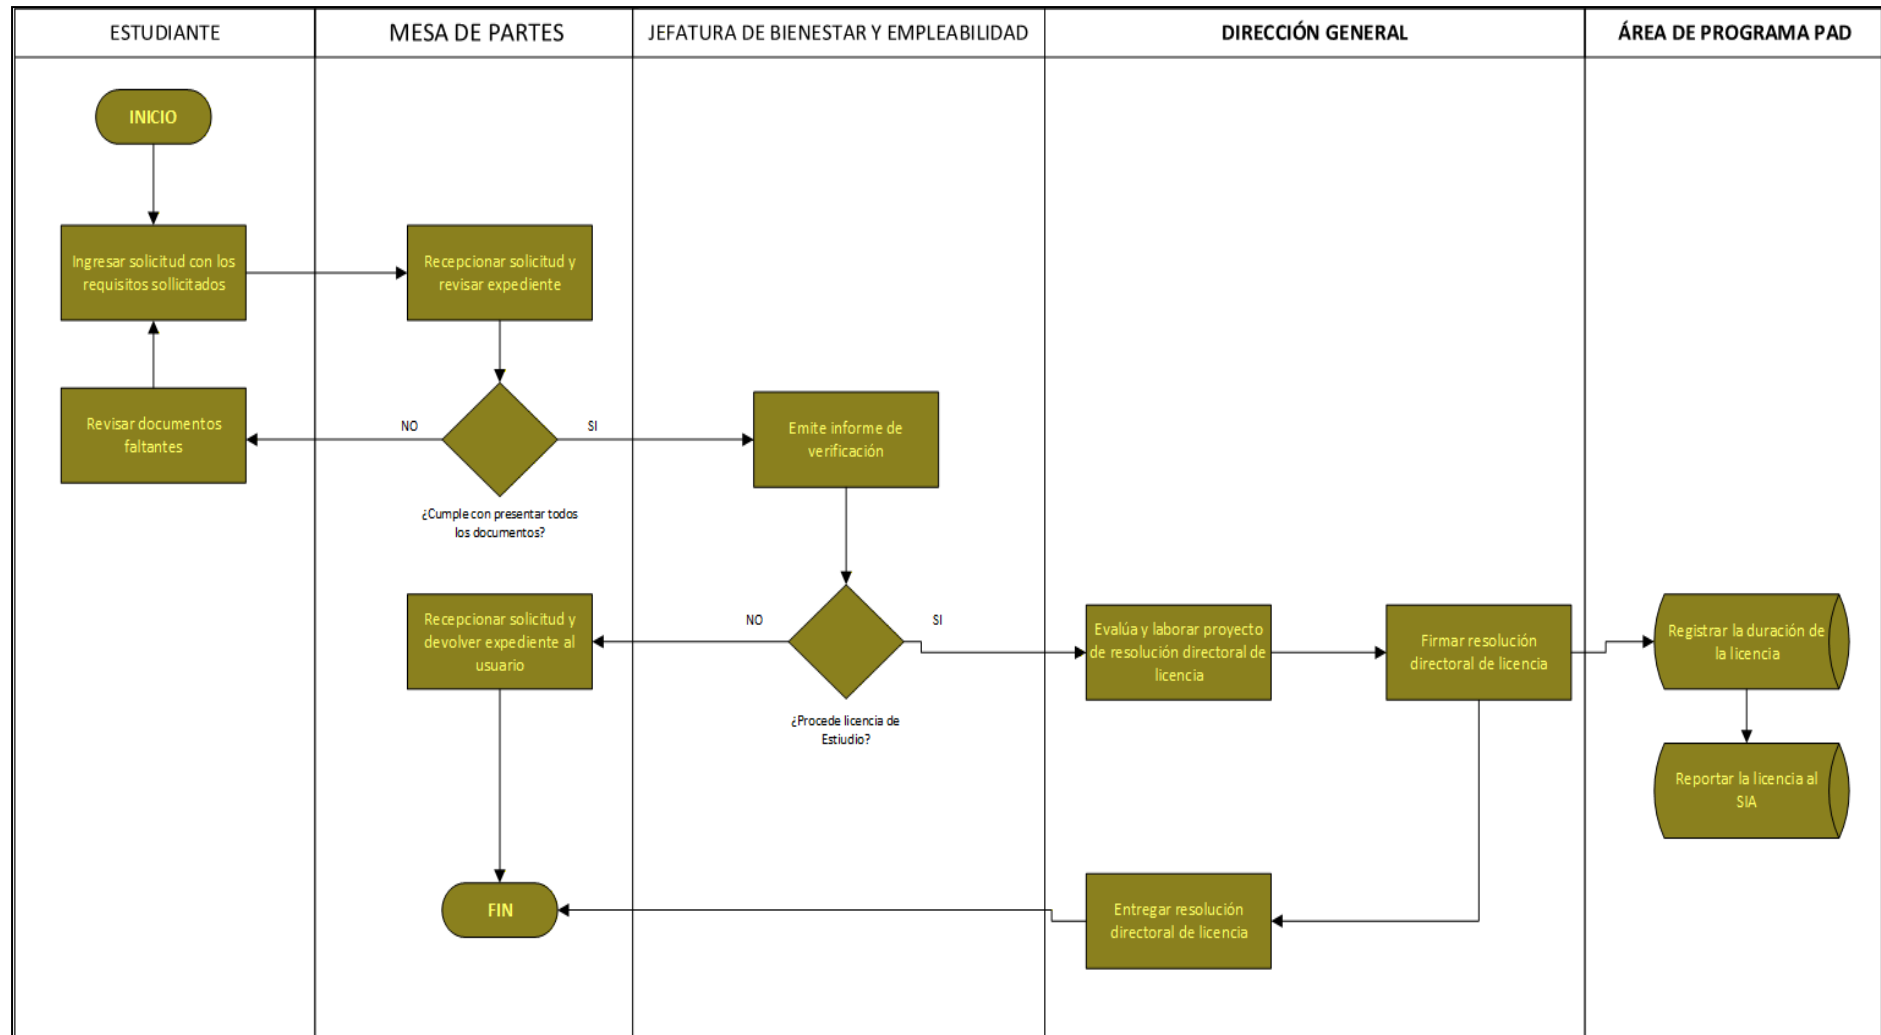 ESTUDIANTE
MESA DE PARTES
JEFATURA DE BIENESTAR Y EMPLEABILIDAD
DIRECCIÓN GENERAL
ÁREA DE PROGRAMA PAD
INICIO
Ingresar solicitud con los
requisitos sollicitados
Recepcionar solicitud y
revisar expediente
Revisar documentos
faltantes
NO
SI
¿Cumple con presentar todos
los documentos?
Emite informe de
verificación
Recepcionar solicitud y
devolver expediente al
usuario
NO
SI
¿Procede licencia de
Estiudio?
Evalúa y laborar proyecto
de resolución directoral de
licencia
Firmar resolución
directoral de licencia
Registrar la duración de
la licencia
Reportar la licencia al
SIA
FIN
Entregar resolución
directoral de licencia